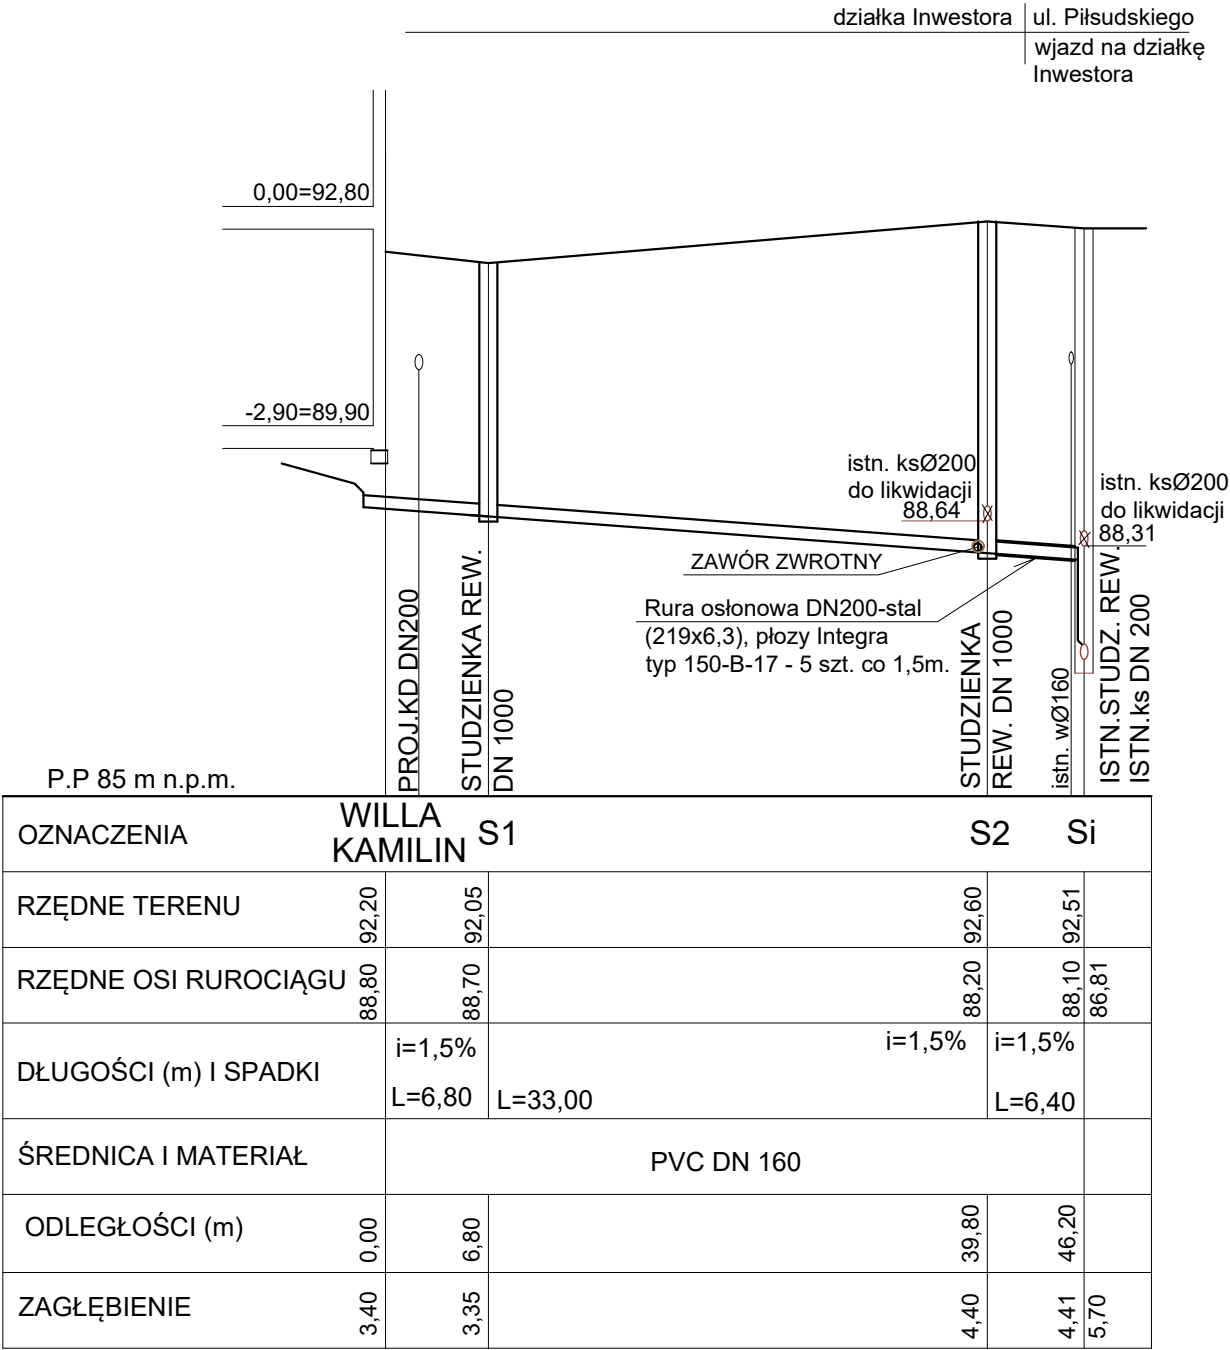 działka Inwestora
ul. Piłsudskiego
wjazd na działkę
Inwestora
0,00=92,80
-2,90=89,90
istn. ksØ200
do likwidacji
88,64
istn. ksØ200
do likwidacji
88,31
ZAWÓR ZWROTNY
Rura osłonowa DN200-stal
(219x6,3), płozy Integra
typ 150-B-17 - 5 szt. co 1,5m.
PROJ.KD DN200
STUDZIENKA REW.
DN 1000
STUDZIENKA
REW. DN 1000
istn. wØ160
ISTN.STUDZ. REW.
ISTN.ks DN 200
P.P 85 m n.p.m.
OZNACZENIA
WILLA
KAMILIN
S1
S2
Si
RZĘDNE TERENU
92,20
92,05
92,60
92,51
RZĘDNE OSI RUROCIĄGU
88,80
88,70
88,20
88,10
86,81
DŁUGOŚCI (m) I SPADKI
i=1,5%
L=6,80
L=33,00
i=1,5%
i=1,5%
L=6,40
ŚREDNICA I MATERIAŁ
PVC DN 160
ODLEGŁOŚCI (m)
0,00
6,80
39,80
46,20
ZAGŁĘBIENIE
3,40
3,35
4,40
4,41
5,70